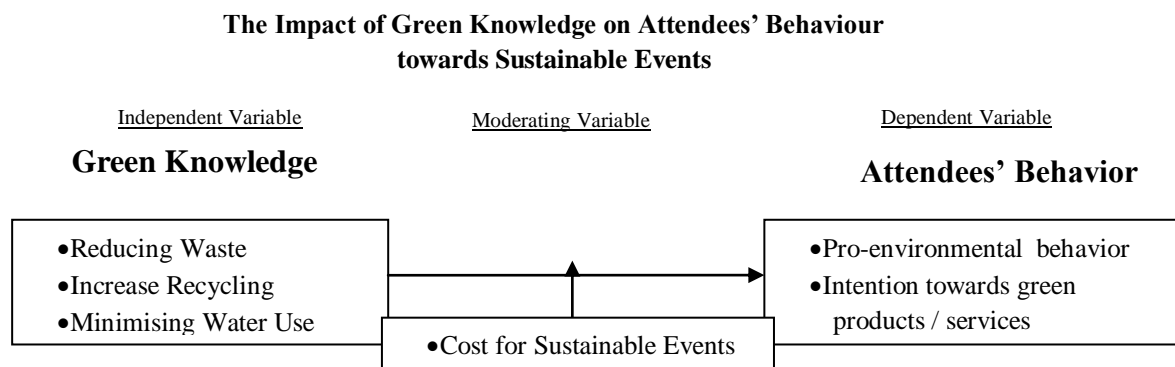 The Impact of Green Knowledge on Attendees’ Behaviour
towards Sustainable Events
Independent Variable
Moderating Variable
Dependent Variable
Green Knowledge
Attendees’ Behavior
•Reducing Waste
•Increase Recycling
•Minimising Water Use
•Cost for Sustainable Events
•Pro-environmental behavior
•Intention towards green
products / services